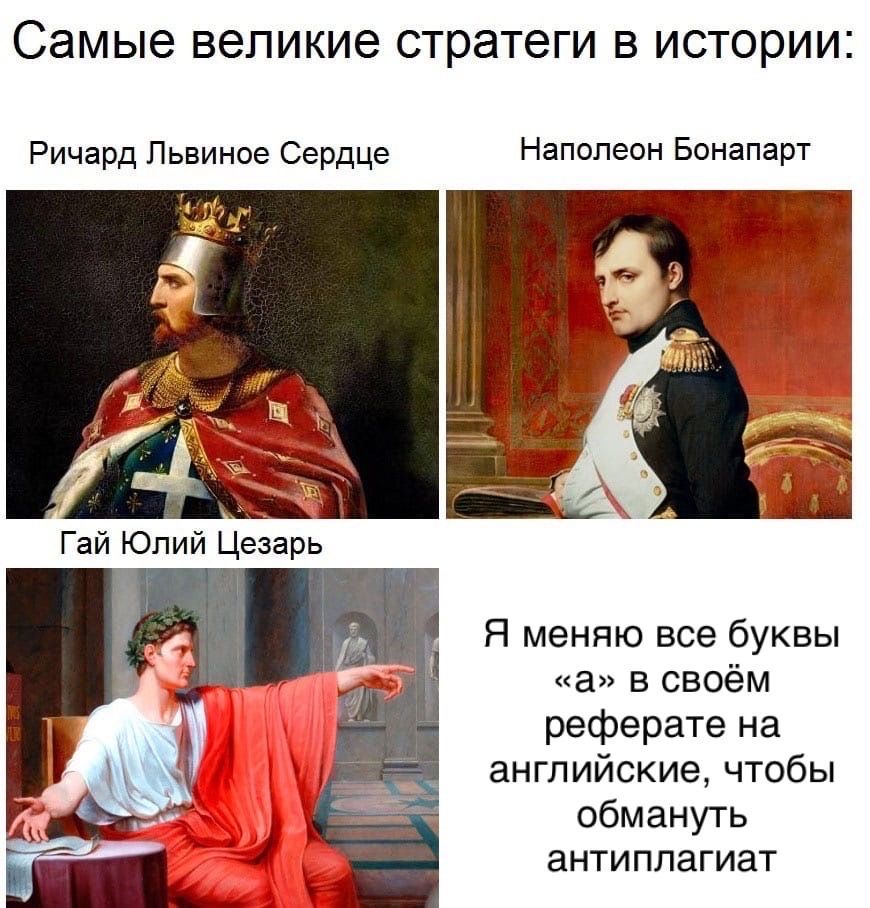 Самые великие стратеги в истории:
Ричард Львиное Сердце
Наполеон Бонапарт
Гай Юлий Цезарь
Я меняю все буквы
«а» в своём
реферате на
английские, чтобы
обмануть
антиплагиат